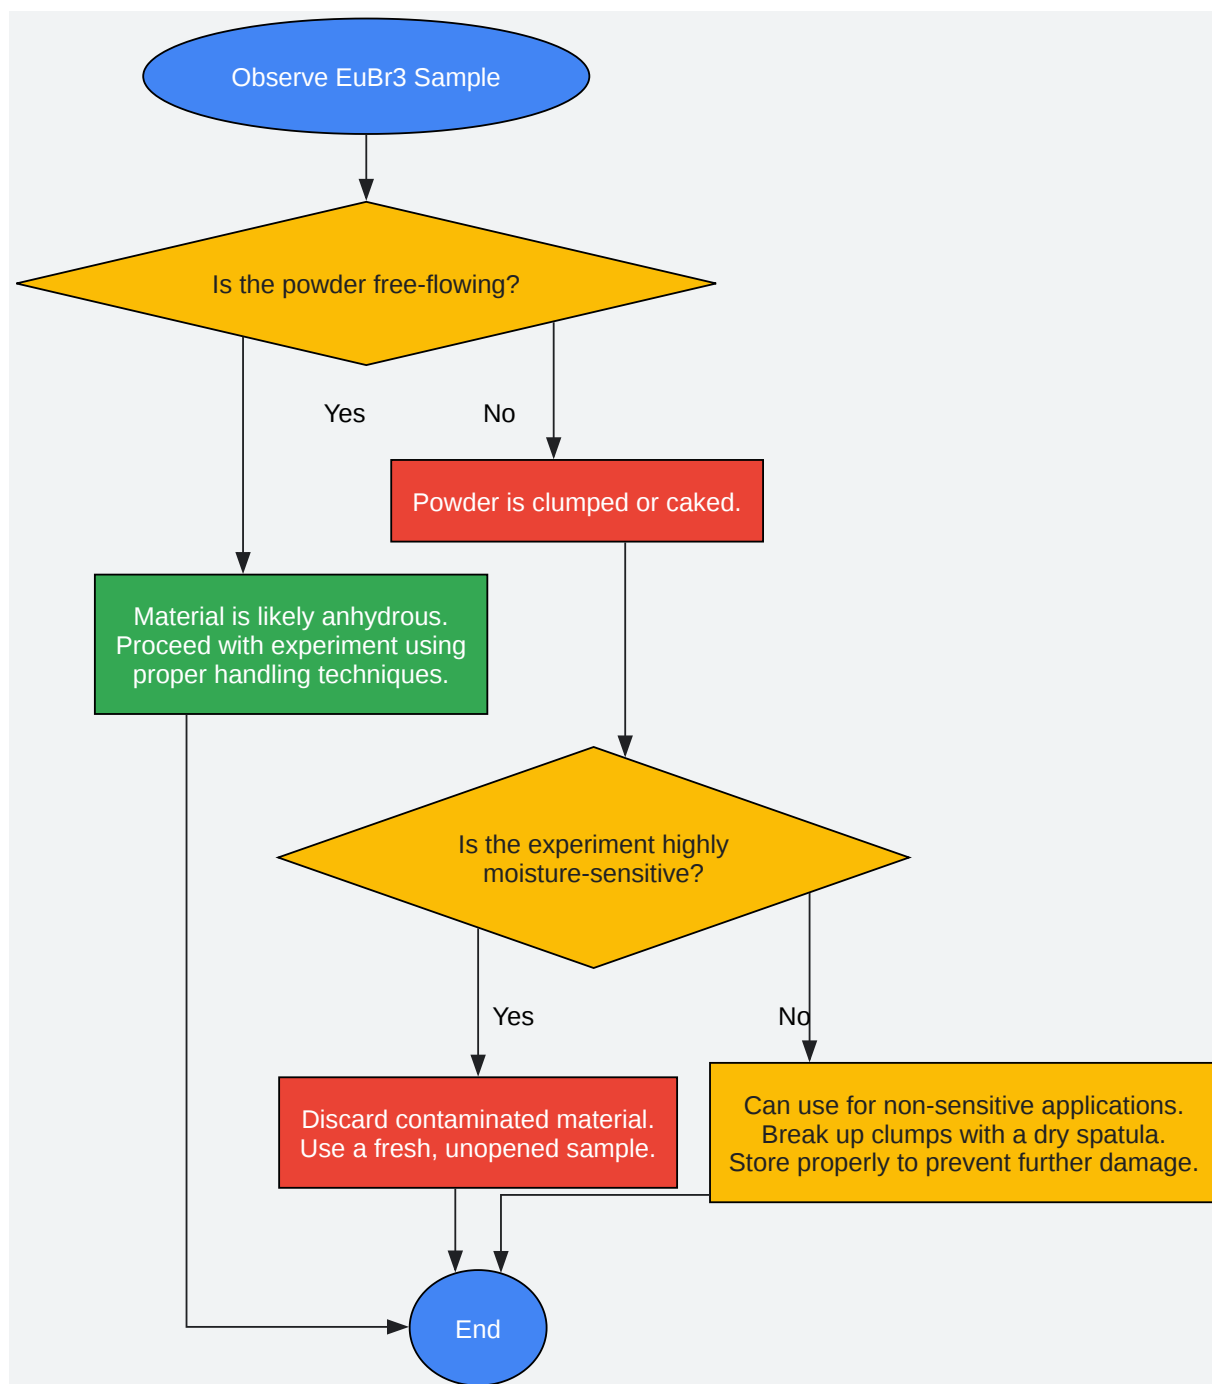 Observe EuBr3 Sample
Is the powder free-flowing?
Yes
No
Powder is clumped or caked.
Material is likely anhydrous.
Proceed with experiment using
proper handling techniques.
Is the experiment highly
moisture-sensitive?
Yes
No
Discard contaminated material.
Use a fresh, unopened sample.
Can use for non-sensitive applications.
Break up clumps with a dry spatula.
Store properly to prevent further damage.
End